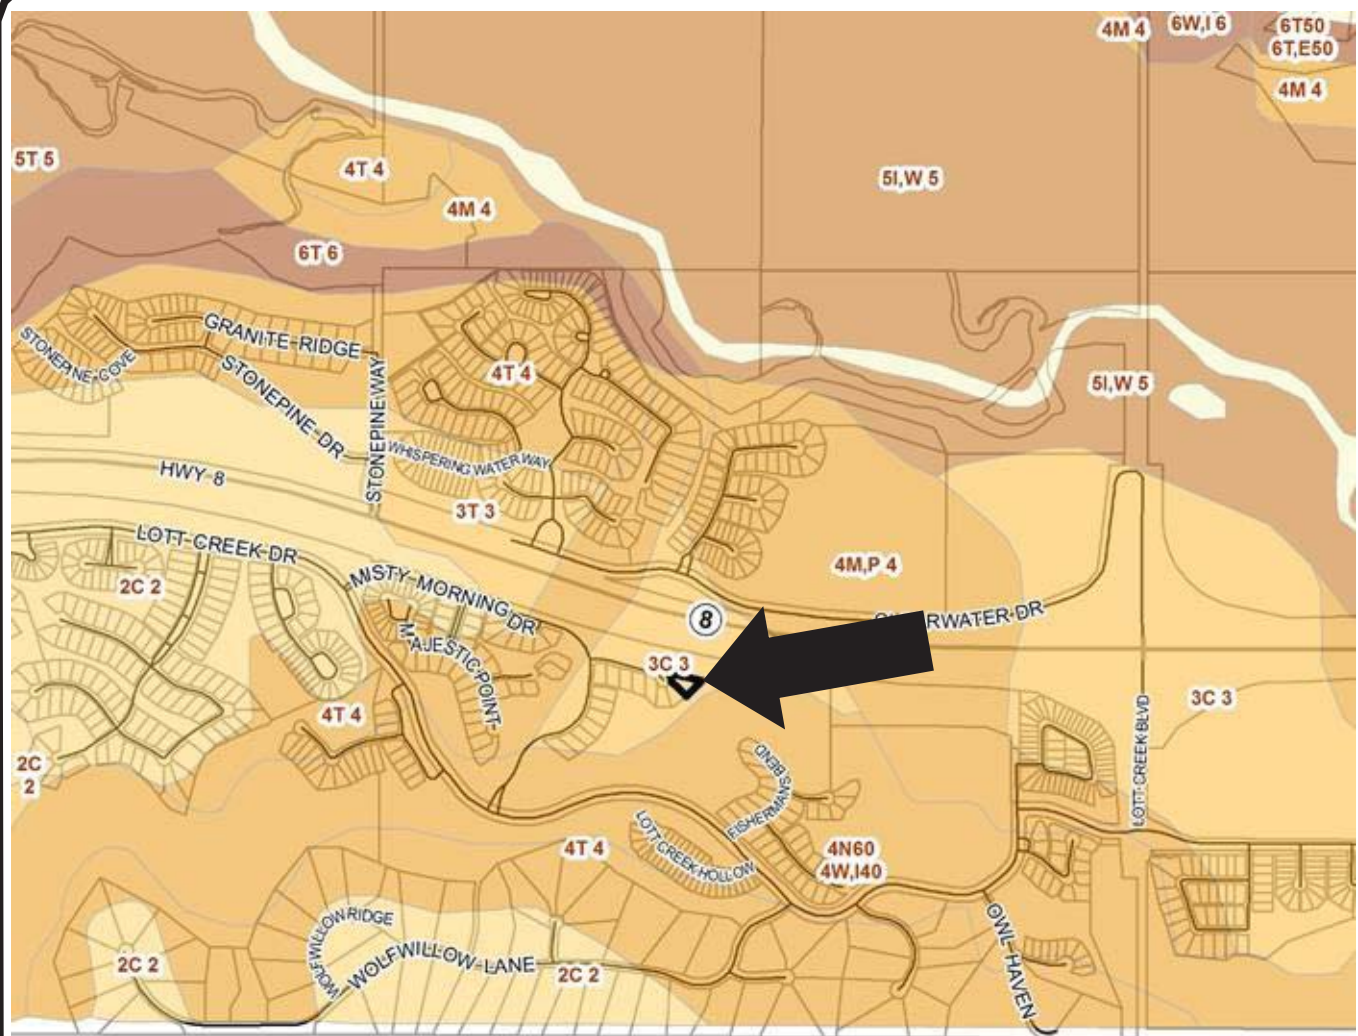 4M 4
6W,I 6
6T50
6T,E50
4M 4
5T 5
4T 4
5I,W 5
4M 4
6T 6
GRANITE RIDGE
STONEPINE COVE
STONEPINE DR
STONEPINE WAY
4T 4
5I,W 5
WHISPERING WATER WAY
HWY 8
3T 3
LOTT CREEK DR
2C 2
MISTY MORNING DR
4M,P 4
8
RWATER DR
MAJESTIC POINT
3C 3
3C 3
4T 4
LOTT CREEK BLVD
2C
2
FISHERMANS BEND
LOTT CREEK HOLLOW
4T 4
4N60
4W,I40
WOLFWILLOW RIDGE
OWL HAVEN
2C 2
WOLFWILLOW LANE
2C 2